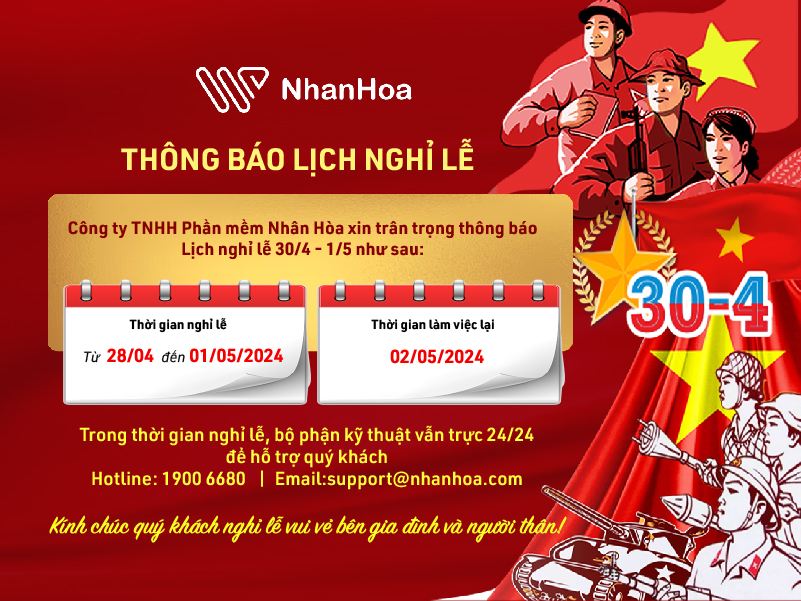 NhanHoa
THÔNG BÁO LỊCH NGHỈ LỄ
Công ty TNHH Phần mềm Nhân Hòa xin trân trọng thông báo
Lịch nghỉ lễ 30/4 - 1/5 như sau:
Thời gian nghỉ lễ
Từ 28/04 đến 01/05/2024
Thời gian làm việc lại
02/05/2024
30-4
Trong thời gian nghỉ lễ, bộ phận kỹ thuật vẫn trực 24/24
để hỗ trợ quý khách
Hotline: 1900 6680 | Email:support@nhanhoa.com
Kính chúc quý khách nghỉ lễ vui vẻ bên gia đình và người thân!